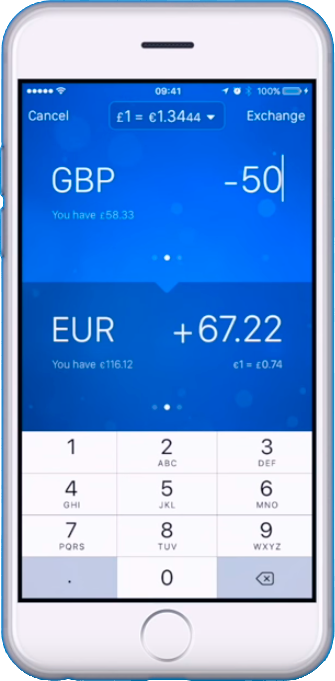 09:41 100%
Cancel £1 = €1.3444 Exchange
GBP -50
You have £58.33
EUR +67.22
You have €116.12 €1 = £0.74
1 2 3
ABC DEF
4 5 6
GHI JKL MNO
7 8 9
PQRS TUV WXYZ
. 0